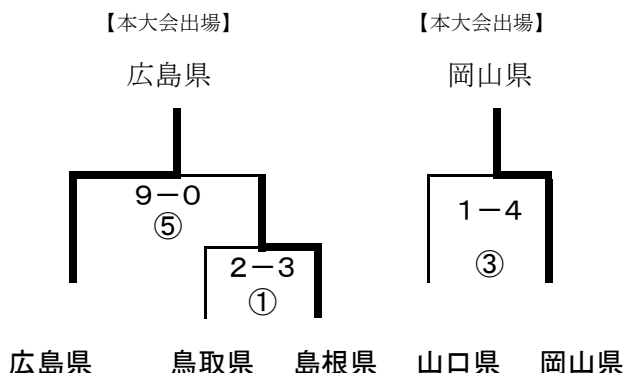 【本大会出場】 【本大会出場】
広島県 岡山県
9－0 1－4
⑤ ③
2－3
①
広島県 鳥取県 島根県 山口県 岡山県